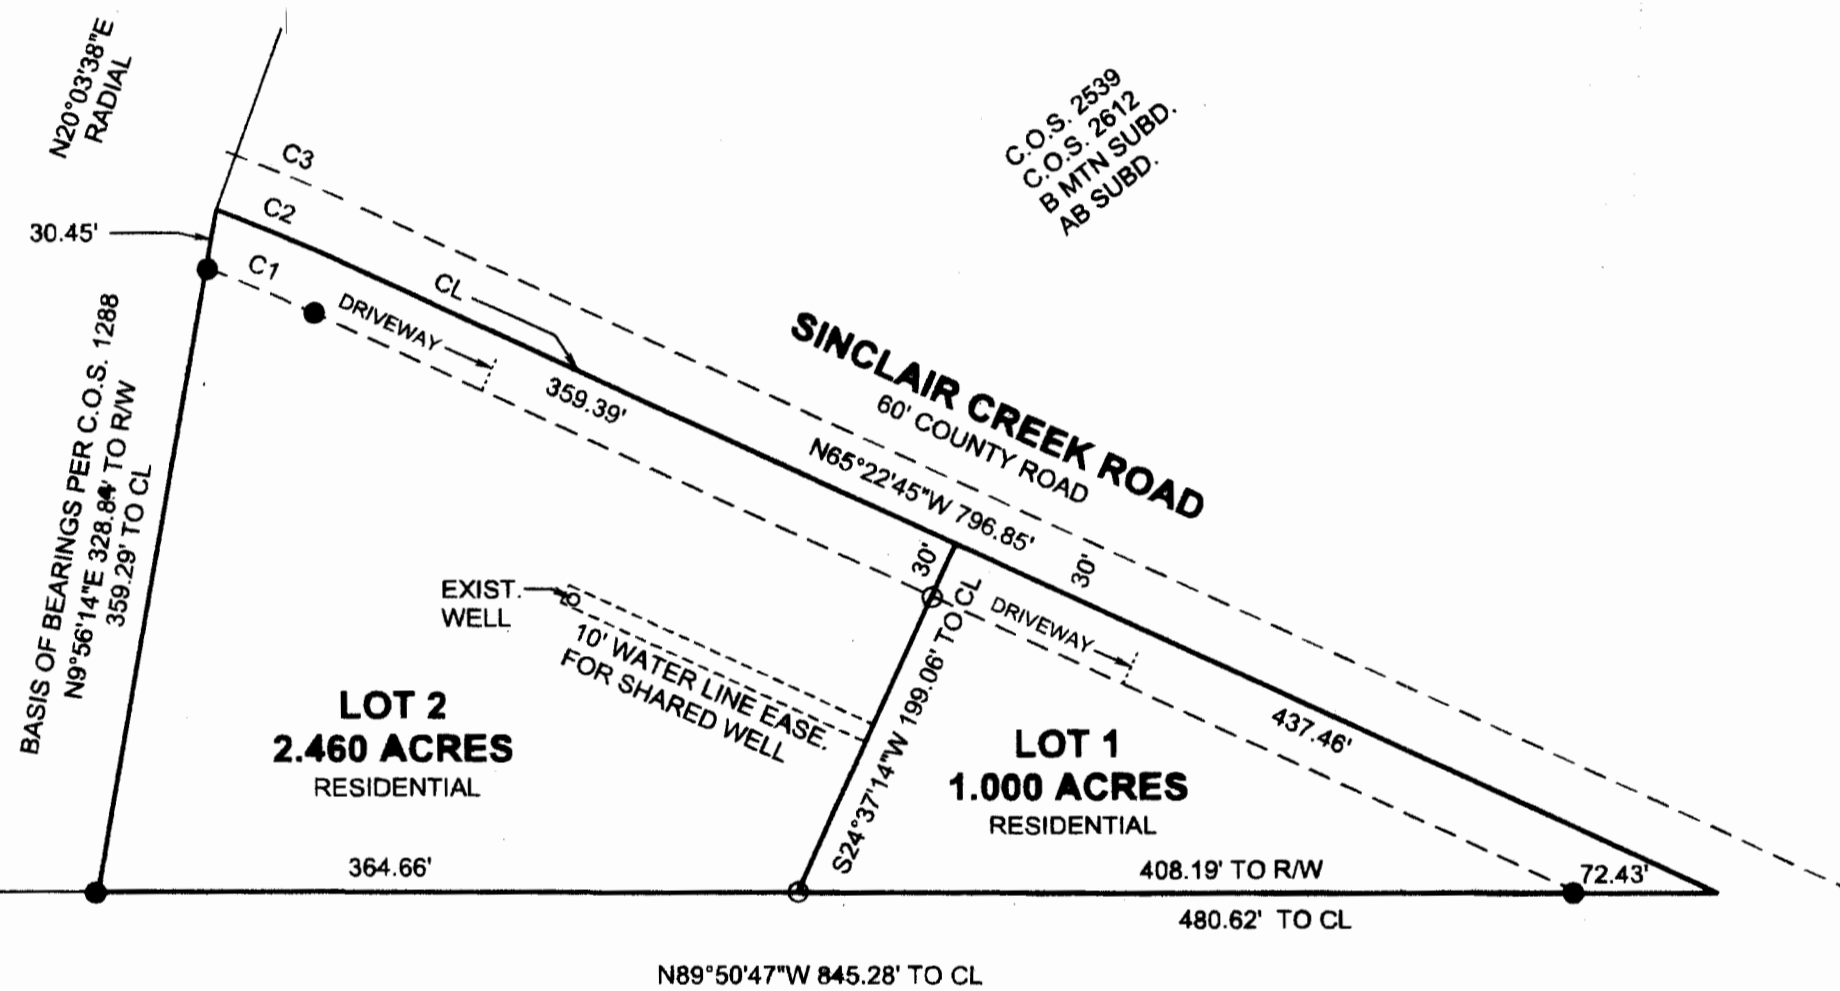 N20°03'38"E
RADIAL
C.O.S. 2539
C.O.S. 2612
B MTN SUBD.
AB SUBD.
C3
C2
30.45'
C1
CL
DRIVEWAY
359.39'
SINCLAIR CREEK ROAD
60' COUNTY ROAD
N65°22'45"W 796.85'
30'
30'
BASIS OF BEARINGS PER C.O.S. 1288
N9°56'14"E 328.84' TO R/W
359.29' TO CL
EXIST.
WELL
10' WATER LINE EASE.
FOR SHARED WELL
S24°37'14"W 199.06' TO CL
DRIVEWAY
437.46'
LOT 2
2.460 ACRES
RESIDENTIAL
LOT 1
1.000 ACRES
RESIDENTIAL
364.66'
408.19' TO R/W
72.43'
480.62' TO CL
N89°50'47"W 845.28' TO CL